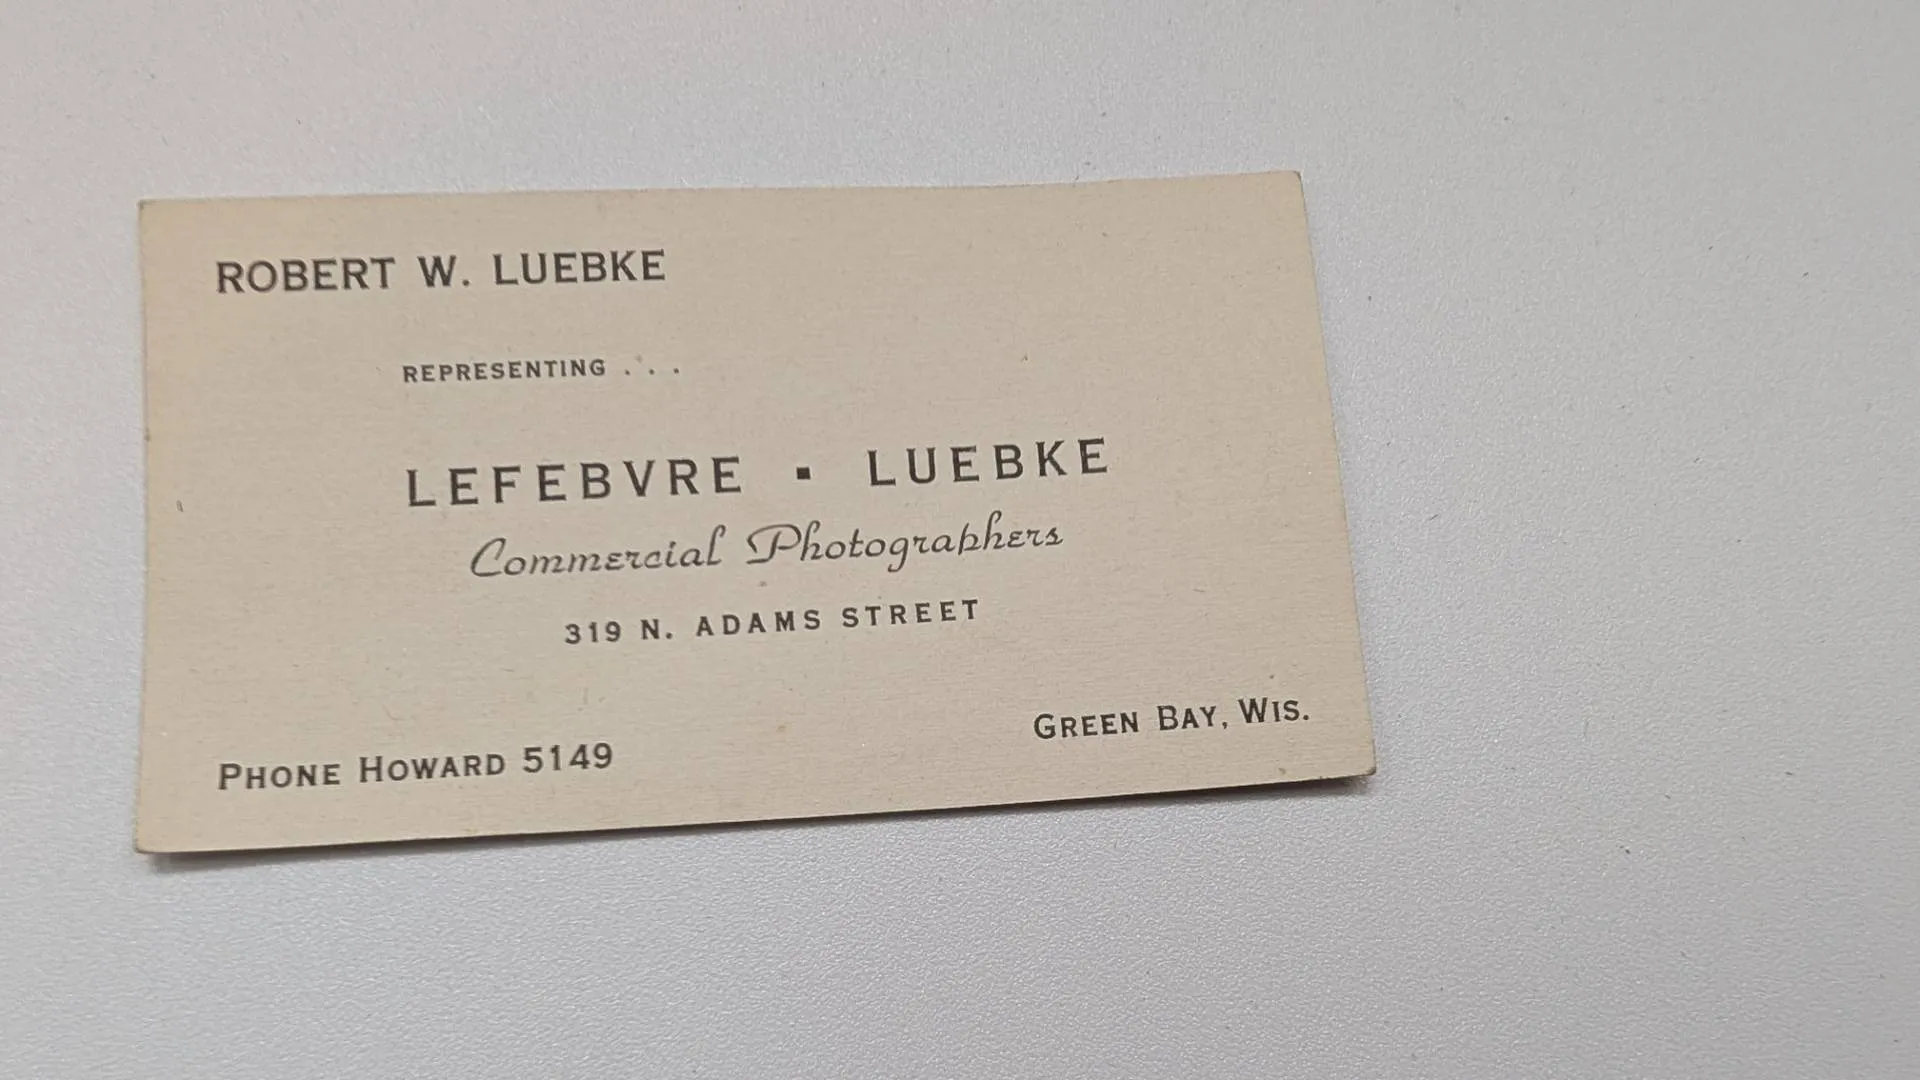 ROBERT W. LUEBKE
REPRESENTING . . .
LEFEBVRE ▪ LUEBKE
Commercial Photographers
319 N. ADAMS STREET
GREEN BAY, WIS.
PHONE HOWARD 5149